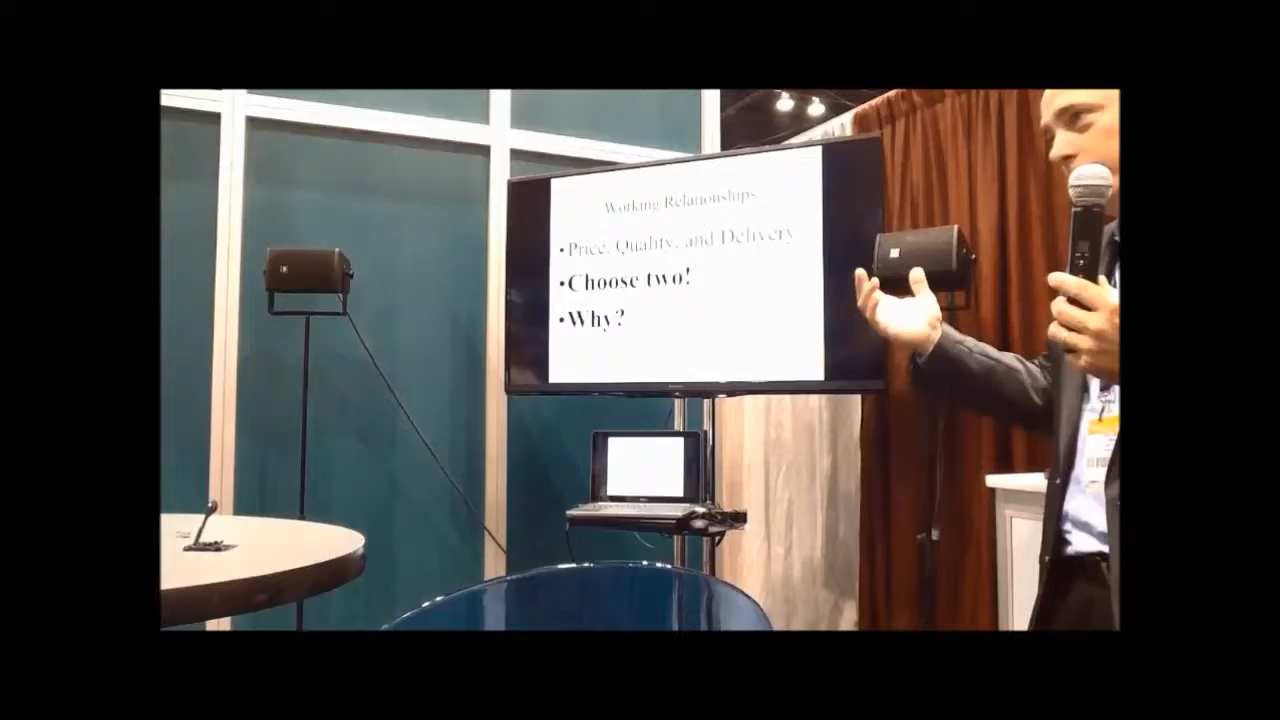 Working Relationships
•Price, Quality, and Delivery
•Choose two!
•Why?